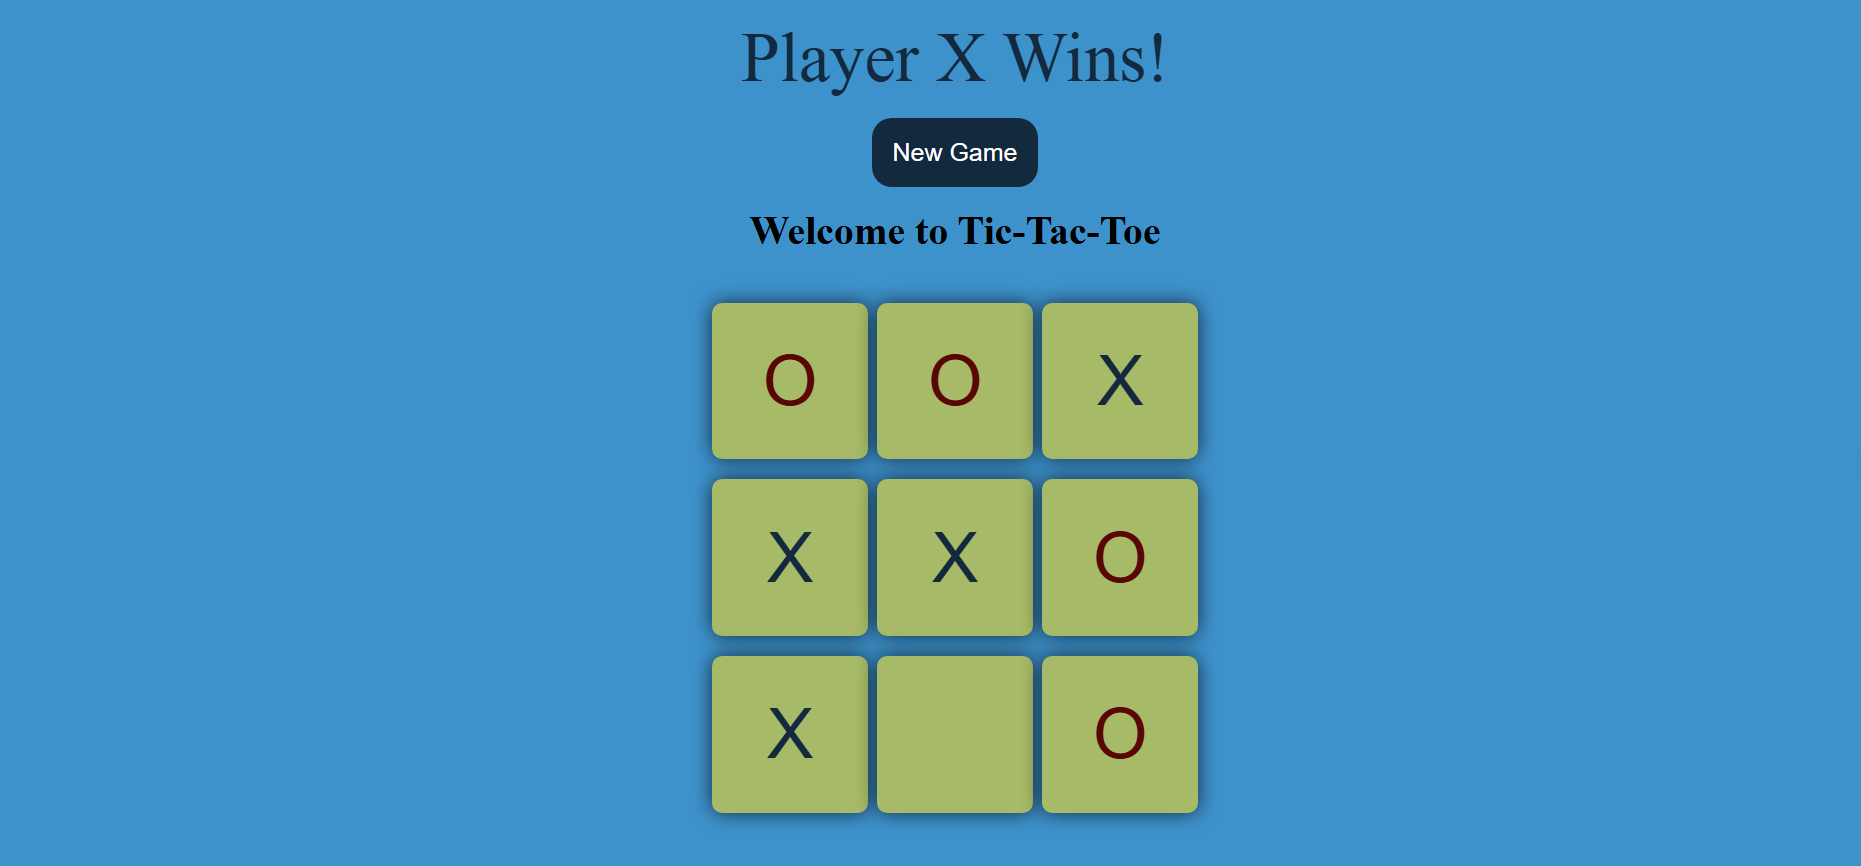 Player X Wins!
New Game
Welcome to Tic-Tac-Toe
O O X
X X O
X O